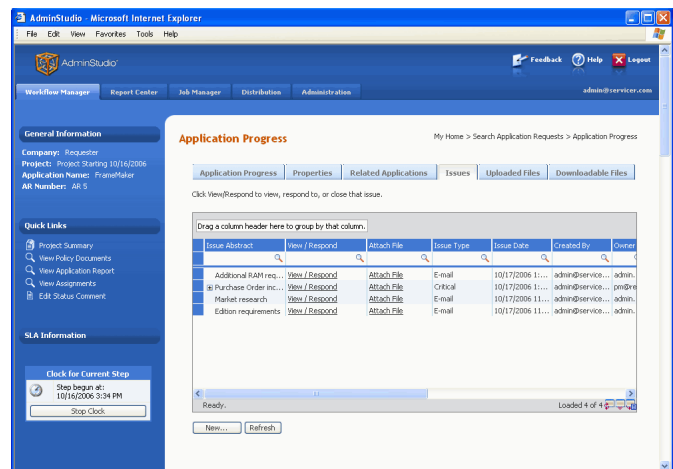 AdminStudio - Microsoft Internet Explorer
File Edit View Favorites Tools Help
AdminStudio
Feedback Help Logout
Workflow Manager Report Center Job Manager Distribution Administration admin@servicer.com
General Information
Company: Requester
Project: Project Starting 10/16/2006
Application Name: FrameMaker
AR Number: AR 5
Quick Links
Project Summary
View Policy Documents
View Application Report
View Assignments
Edit Status Comment
SLA Information
Clock for Current Step
Step begun at:
10/16/2006 3:34 PM
Stop Clock
Application Progress
My Home > Search Application Requests > Application Progress
Application Progress Properties Related Applications Issues Uploaded Files Downloadable Files
Click View/Respond to view, respond to, or close that issue.
Drag a column header here to group by that column.
Issue Abstract View / Respond Attach File Issue Type Issue Date Created By Owner
Additional RAM req... View / Respond Attach File E-mail 10/17/2006 1:... admin@service... admin.
Purchase Order inc... View / Respond Attach File Critical 10/17/2006 1:... admin@service... pm@re
Market research View / Respond Attach File E-mail 10/17/2006 11... admin@service... admin.
Edition requirements View / Respond Attach File E-mail 10/17/2006 11... admin@service... admin.
Ready. Loaded 4 of 4
New... Refresh